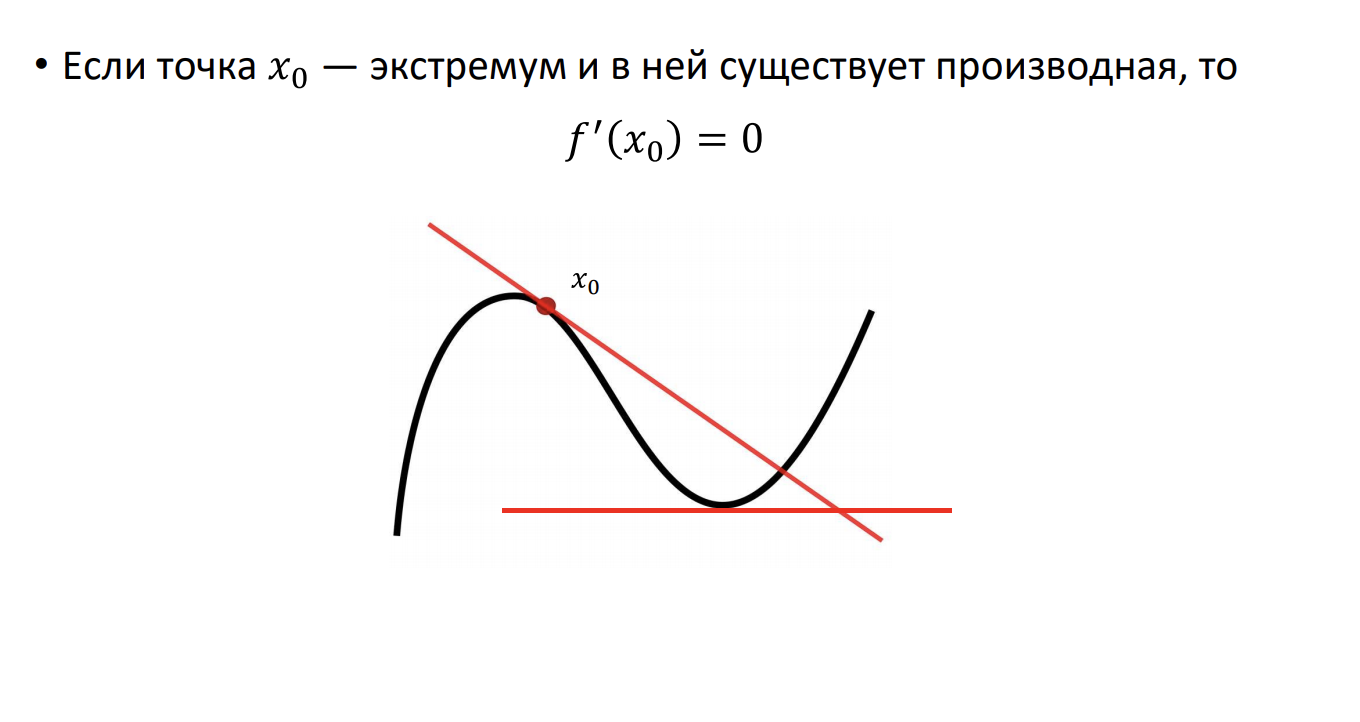 • Если точка x₀ — экстремум и в ней существует производная, то
f′(x₀) = 0
x₀